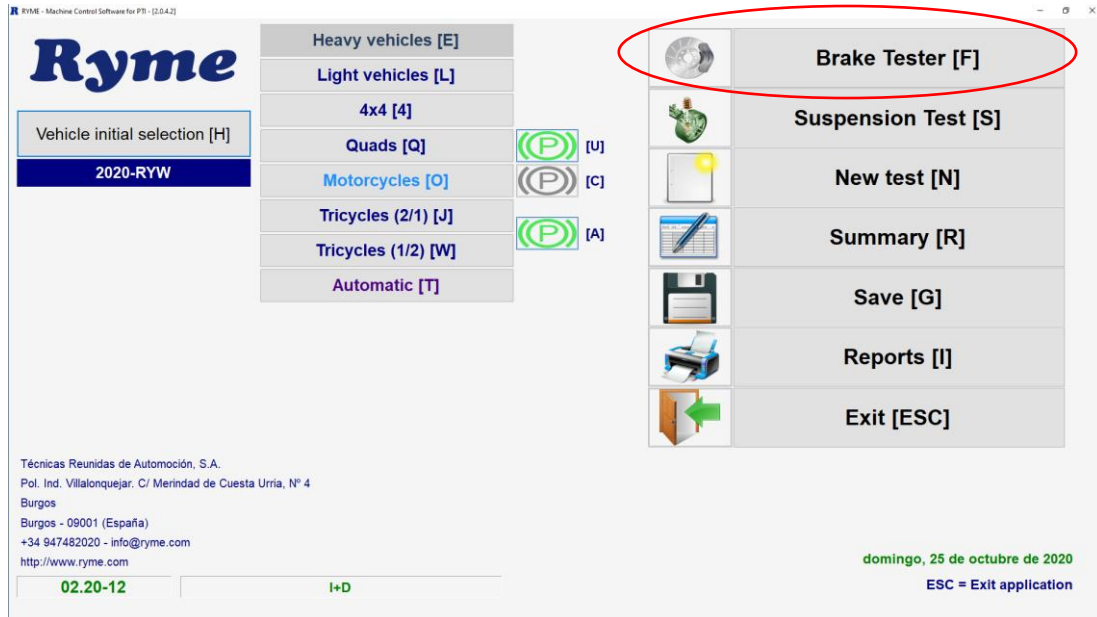 RYME - Machine Control Software for PTI - [2.0.4.2]
Ryme
Vehicle initial selection [H]
2020-RYW
Heavy vehicles [E]
Light vehicles [L]
4x4 [4]
Quads [Q]
Motorcycles [O]
Tricycles (2/1) [J]
Tricycles (1/2) [W]
Automatic [T]
(P) [U]
(P) [C]
(P) [A]
Brake Tester [F]
Suspension Test [S]
New test [N]
Summary [R]
Save [G]
Reports [I]
Exit [ESC]
Técnicas Reunidas de Automoción, S.A.
Pol. Ind. Villalonquejar. C/ Merindad de Cuesta Urria, Nº 4
Burgos
Burgos - 09001 (España)
+34 947482020 - info@ryme.com
http://www.ryme.com
02.20-12
I+D
domingo, 25 de octubre de 2020
ESC = Exit application